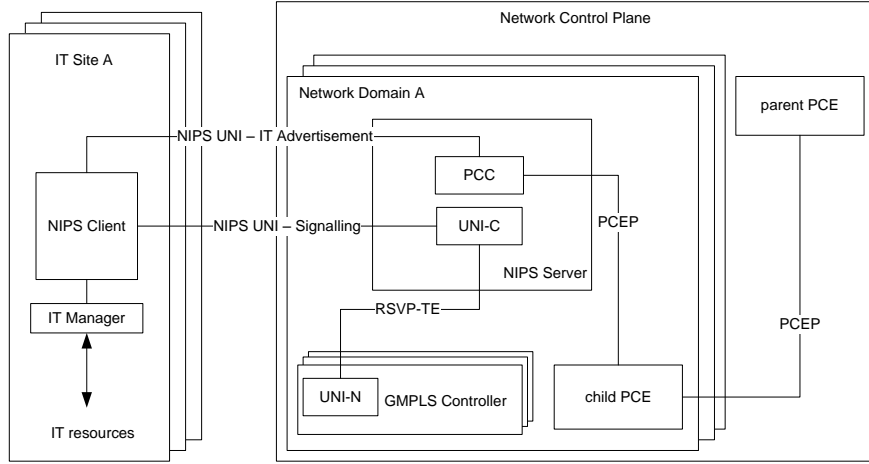 Network Control Plane
IT Site A
Network Domain A
parent PCE
NIPS UNI – IT Advertisement
PCC
NIPS Client
NIPS UNI – Signalling
UNI-C
PCEP
NIPS Server
IT Manager
RSVP-TE
PCEP
UNI-N
GMPLS Controller
child PCE
IT resources